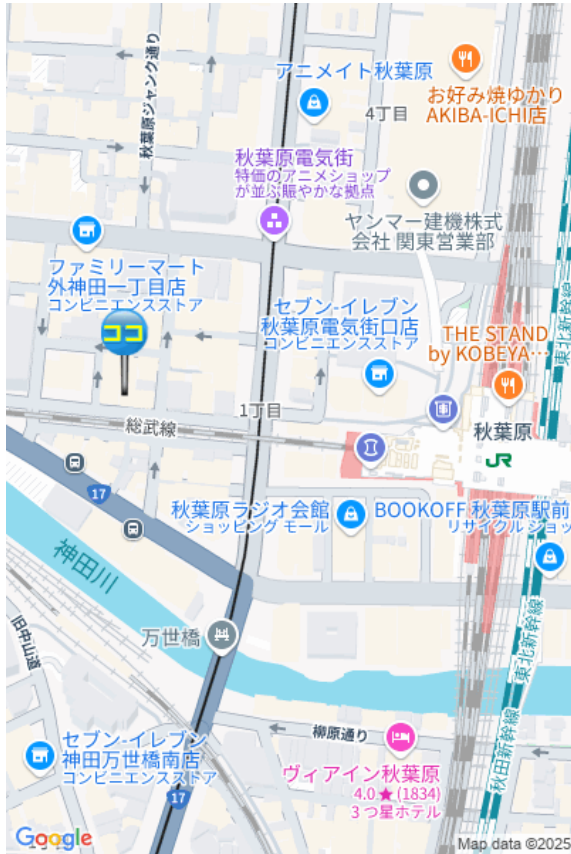 秋葉原ジャンク通り
アニメイト秋葉原
お好み焼ゆかり
AKIBA-ICHI店
4丁目
秋葉原電気街
特価のアニメショップ
が並ぶ賑やかな拠点
ヤンマー建機株式
会社 関東営業部
ファミリーマート
外神田一丁目店
コンビニエンスストア
セブン-イレブン
秋葉原電気街口店
コンビニエンスストア
東北新幹線
ココ
THE STAND
by KOBEYA…
1丁目
総武線
秋葉原
JR
17
秋葉原ラジオ会館
ショッピング モール
BOOKOFF 秋葉原駅前
リサイクル ショッ
神田川
万世橋
旧中山道
東北新幹線
柳原通り
秋田新幹線
セブン-イレブン
神田万世橋南店
コンビニエンスストア
ヴィアイン秋葉原
4.0★(1834)
3 つ星ホテル
17
Google
Map data ©2025